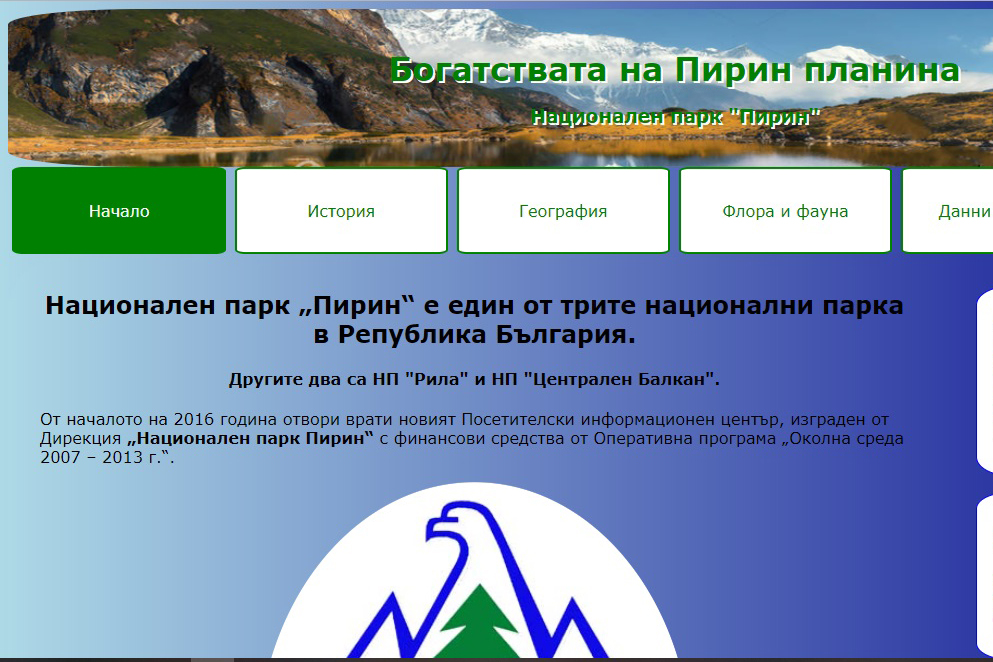 Богатствата на Пирин планина
Национален парк "Пирин"
Начало
История
География
Флора и фауна
Данни
Национален парк „Пирин“ е един от трите национални парка
в Република България.
Другите два са НП "Рила" и НП "Централен Балкан".
От началото на 2016 година отвори врати новият Посетителски информационен център, изграден от
Дирекция „Национален парк Пирин“ с финансови средства от Оперативна програма „Околна среда
2007 – 2013 г.“.